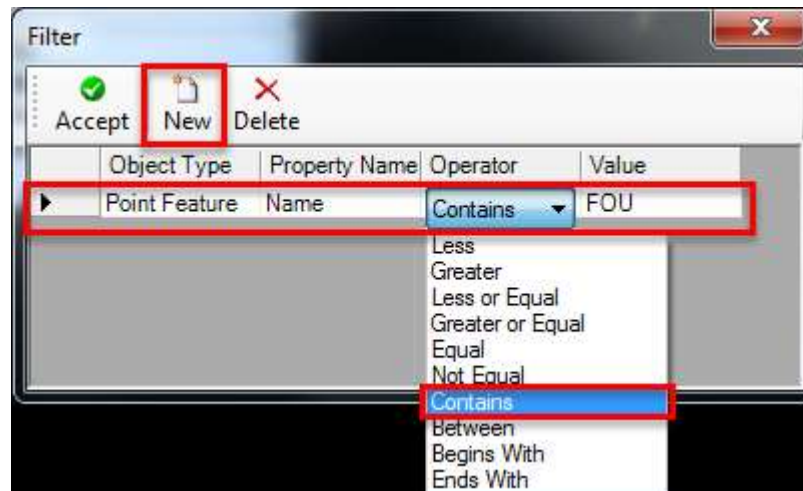 Filter
Accept New Delete
Object Type Property Name Operator Value
Point Feature Name Contains FOU
Less
Greater
Less or Equal
Greater or Equal
Equal
Not Equal
Contains
Between
Begins With
Ends With